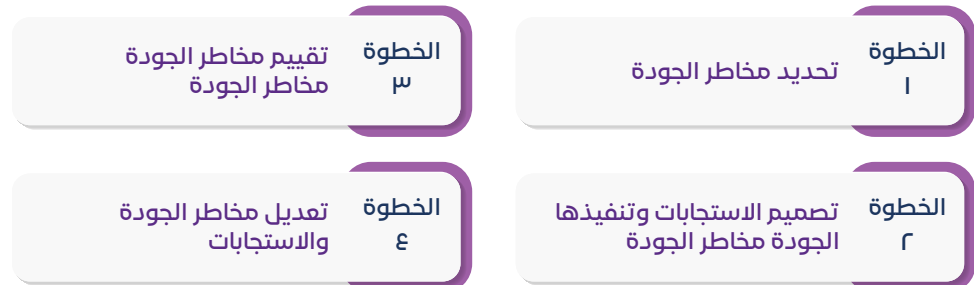 الخطوة
١
تحديد مخاطر الجودة
الخطوة
٢
تصميم الاستجابات وتنفيذها
الجودة مخاطر الجودة
الخطوة
٣
تقييم مخاطر الجودة
مخاطر الجودة
الخطوة
٤
تعديل مخاطر الجودة
والاستجابات